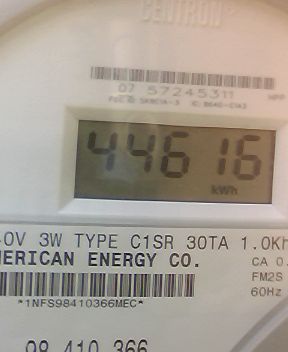 CENTRON®
07 57245311
44616
kWh
0V 3W TYPE C1SR 30TA 1.0Kh
MERICAN ENERGY CO.
CA 0.
FM2S
60Hz
*1NFS98410366MEC*
98 410 366